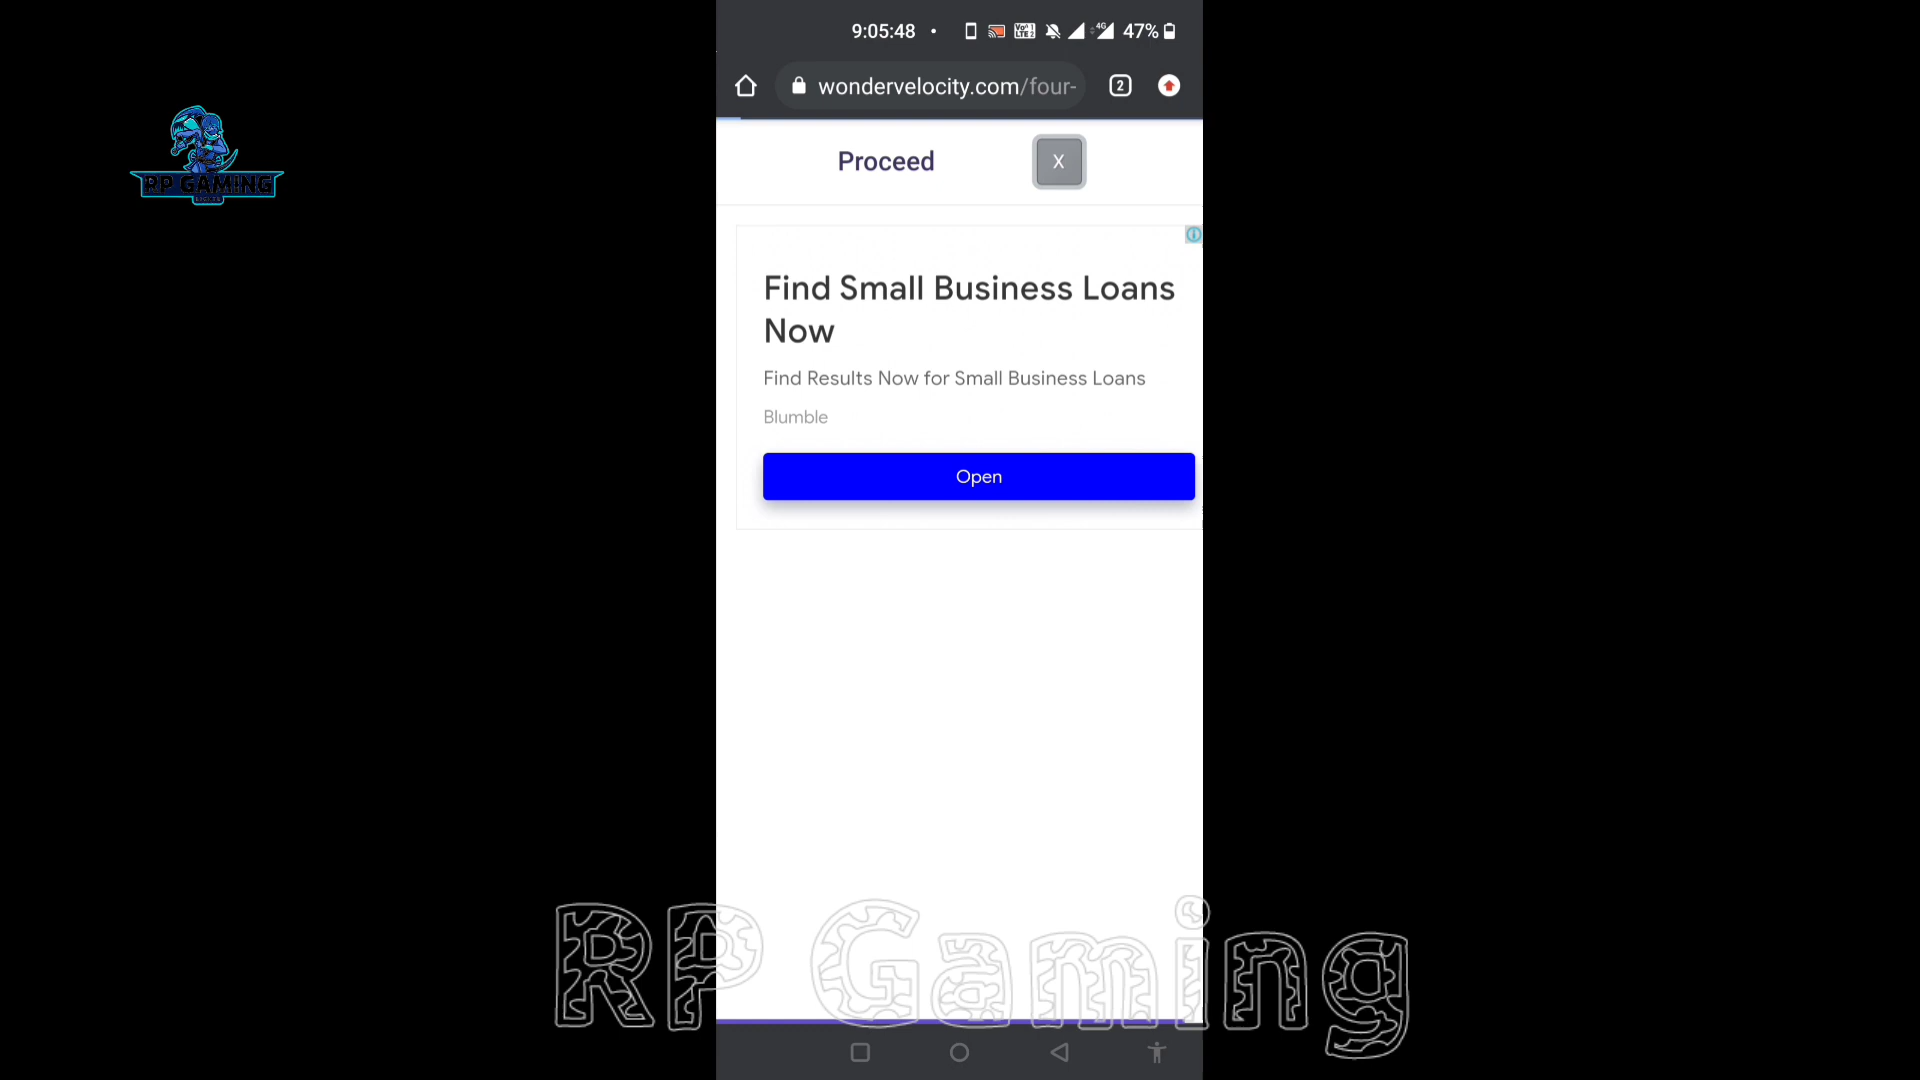 9:05:48
4G
47%
wondervelocity.com/four-
2
Proceed
X
RP GAMING
Find Small Business Loans
Now
Find Results Now for Small Business Loans
Blumble
Open
RP Gaming